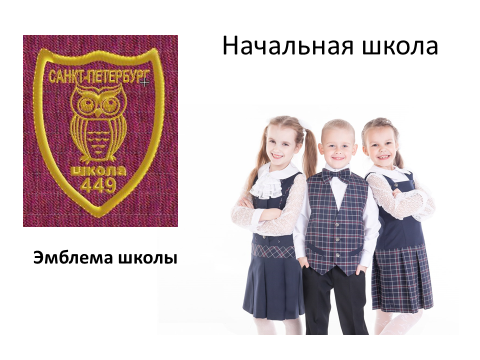 Начальная школа
САНКТ-ПЕТЕРБУРГ
школа
449
Эмблема школы